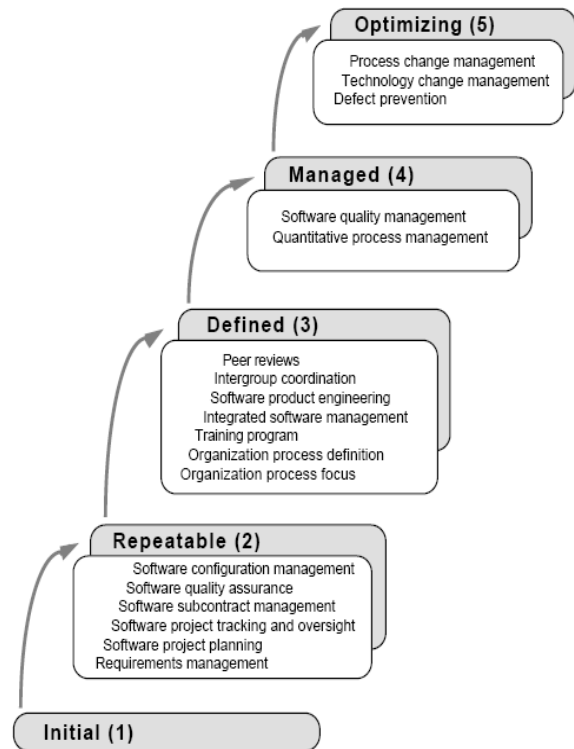 Optimizing (5)
Process change management
Technology change management
Defect prevention
Managed (4)
Software quality management
Quantitative process management
Defined (3)
Peer reviews
Intergroup coordination
Software product engineering
Integrated software management
Training program
Organization process definition
Organization process focus
Repeatable (2)
Software configuration management
Software quality assurance
Software subcontract management
Software project tracking and oversight
Software project planning
Requirements management
Initial (1)